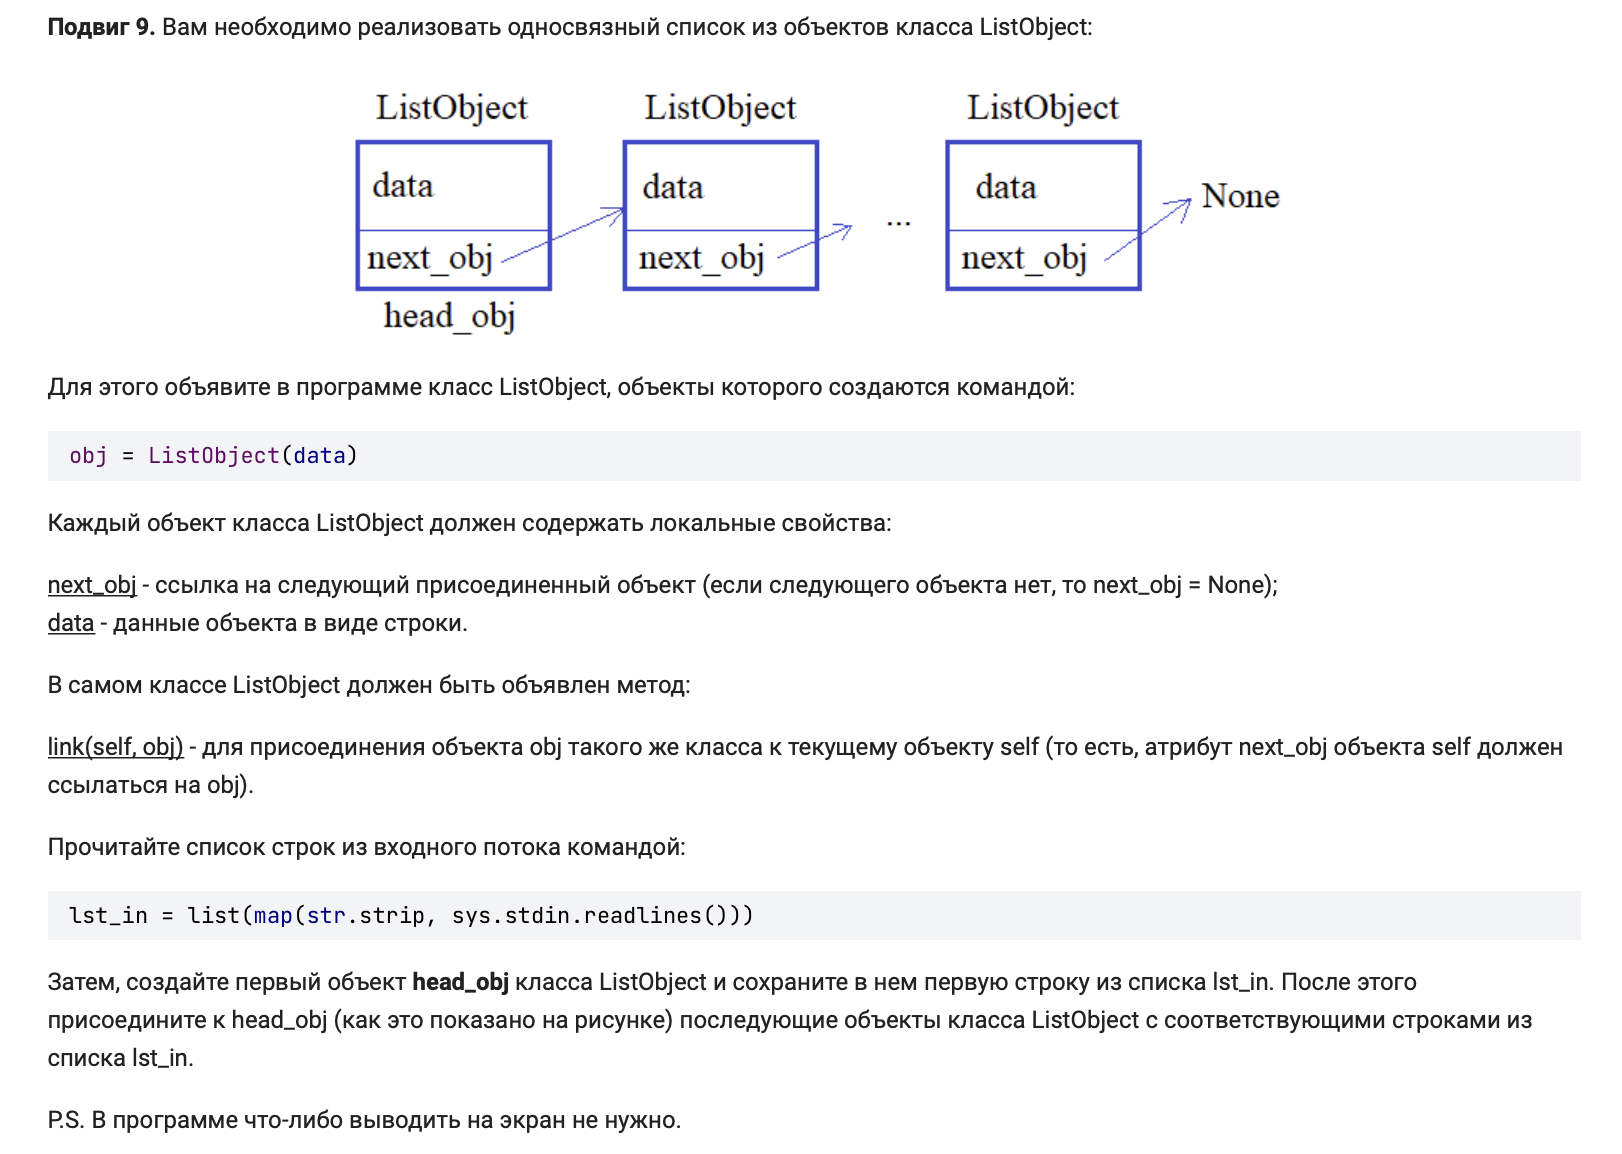 Подвиг 9. Вам необходимо реализовать односвязный список из объектов класса ListObject:
ListObject ListObject ListObject
data data data None
...
next_obj next_obj next_obj
head_obj
Для этого объявите в программе класс ListObject, объекты которого создаются командой:
obj = ListObject(data)
Каждый объект класса ListObject должен содержать локальные свойства:
next_obj - ссылка на следующий присоединенный объект (если следующего объекта нет, то next_obj = None);
data - данные объекта в виде строки.
В самом классе ListObject должен быть объявлен метод:
link(self, obj) - для присоединения объекта obj такого же класса к текущему объекту self (то есть, атрибут next_obj объекта self должен
ссылаться на obj).
Прочитайте список строк из входного потока командой:
lst_in = list(map(str.strip, sys.stdin.readlines()))
Затем, создайте первый объект head_obj класса ListObject и сохраните в нем первую строку из списка lst_in. После этого
присоедините к head_obj (как это показано на рисунке) последующие объекты класса ListObject с соответствующими строками из
списка lst_in.
P.S. В программе что-либо выводить на экран не нужно.